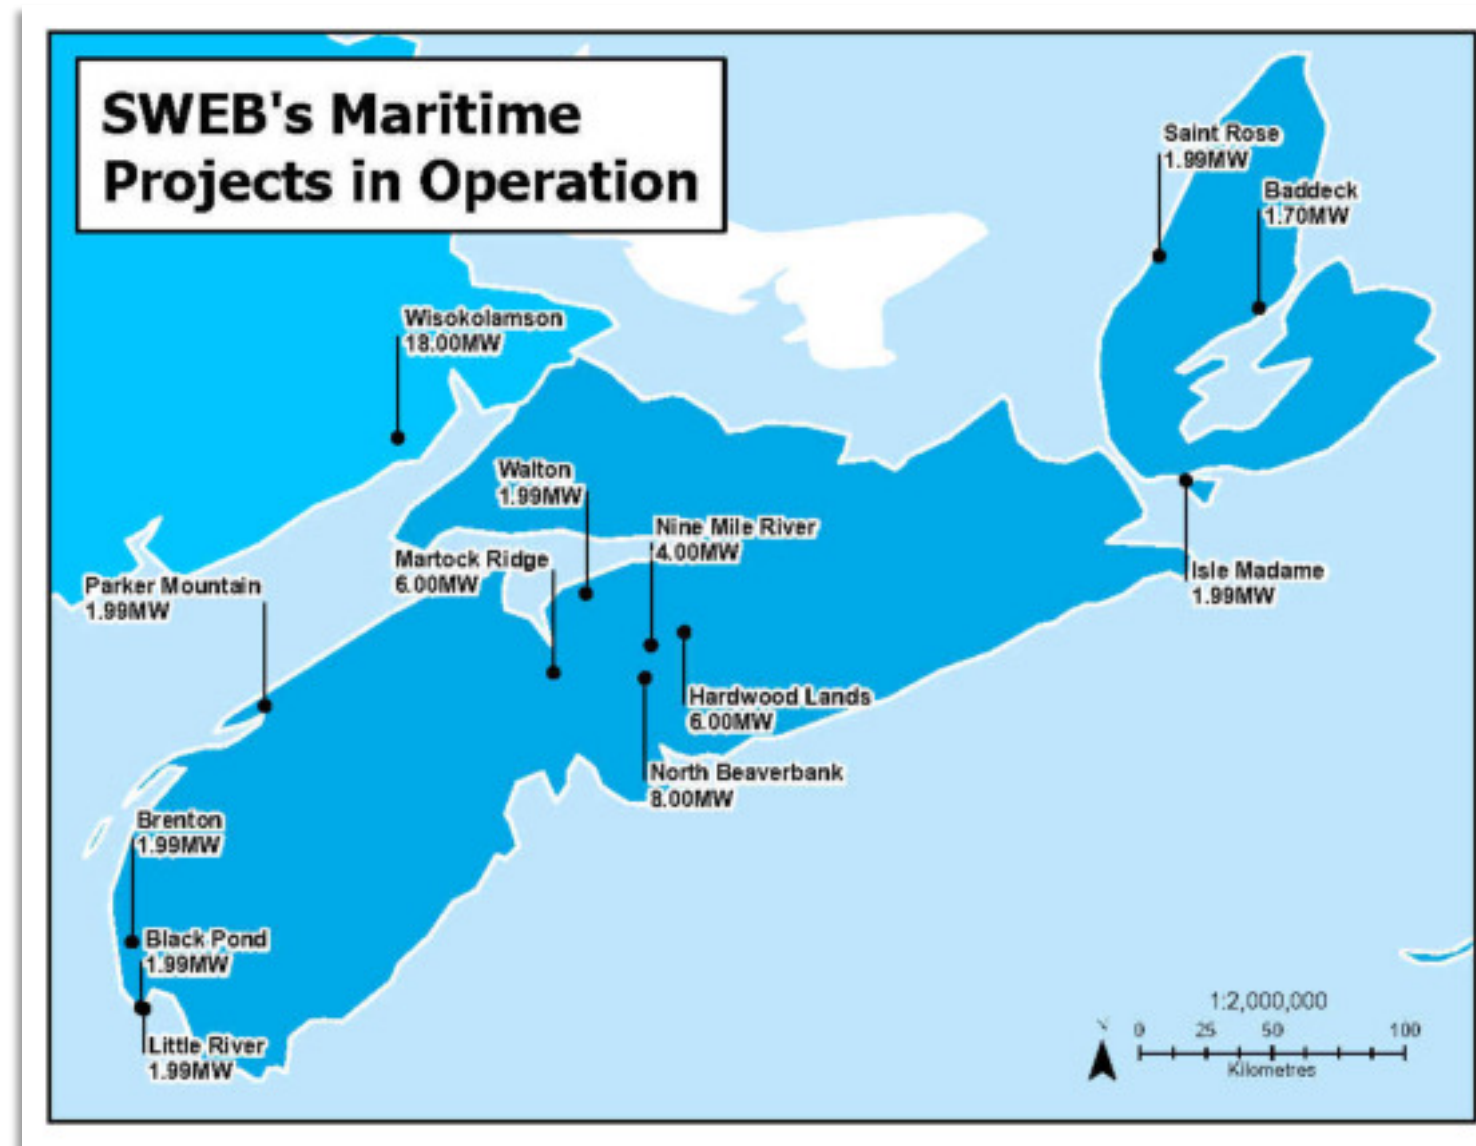 SWEB's Maritime
Projects in Operation
Saint Rose
1.99MW
Baddeck
1.70MW
Wisokolamson
18.00MW
Walton
1.99MW
Nine Mile River
4.00MW
Martock Ridge
6.00MW
Isle Madame
1.99MW
Parker Mountain
1.99MW
Hardwood Lands
6.00MW
North Beaverbank
8.00MW
Brenton
1.99MW
Black Pond
1.99MW
Little River
1.99MW
1:2,000,000
N
0 25 50 100
Kilometres